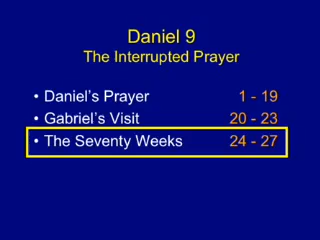 Daniel 9
The Interrupted Prayer
• Daniel's Prayer 1 - 19
• Gabriel's Visit 20 - 23
• The Seventy Weeks 24 - 27